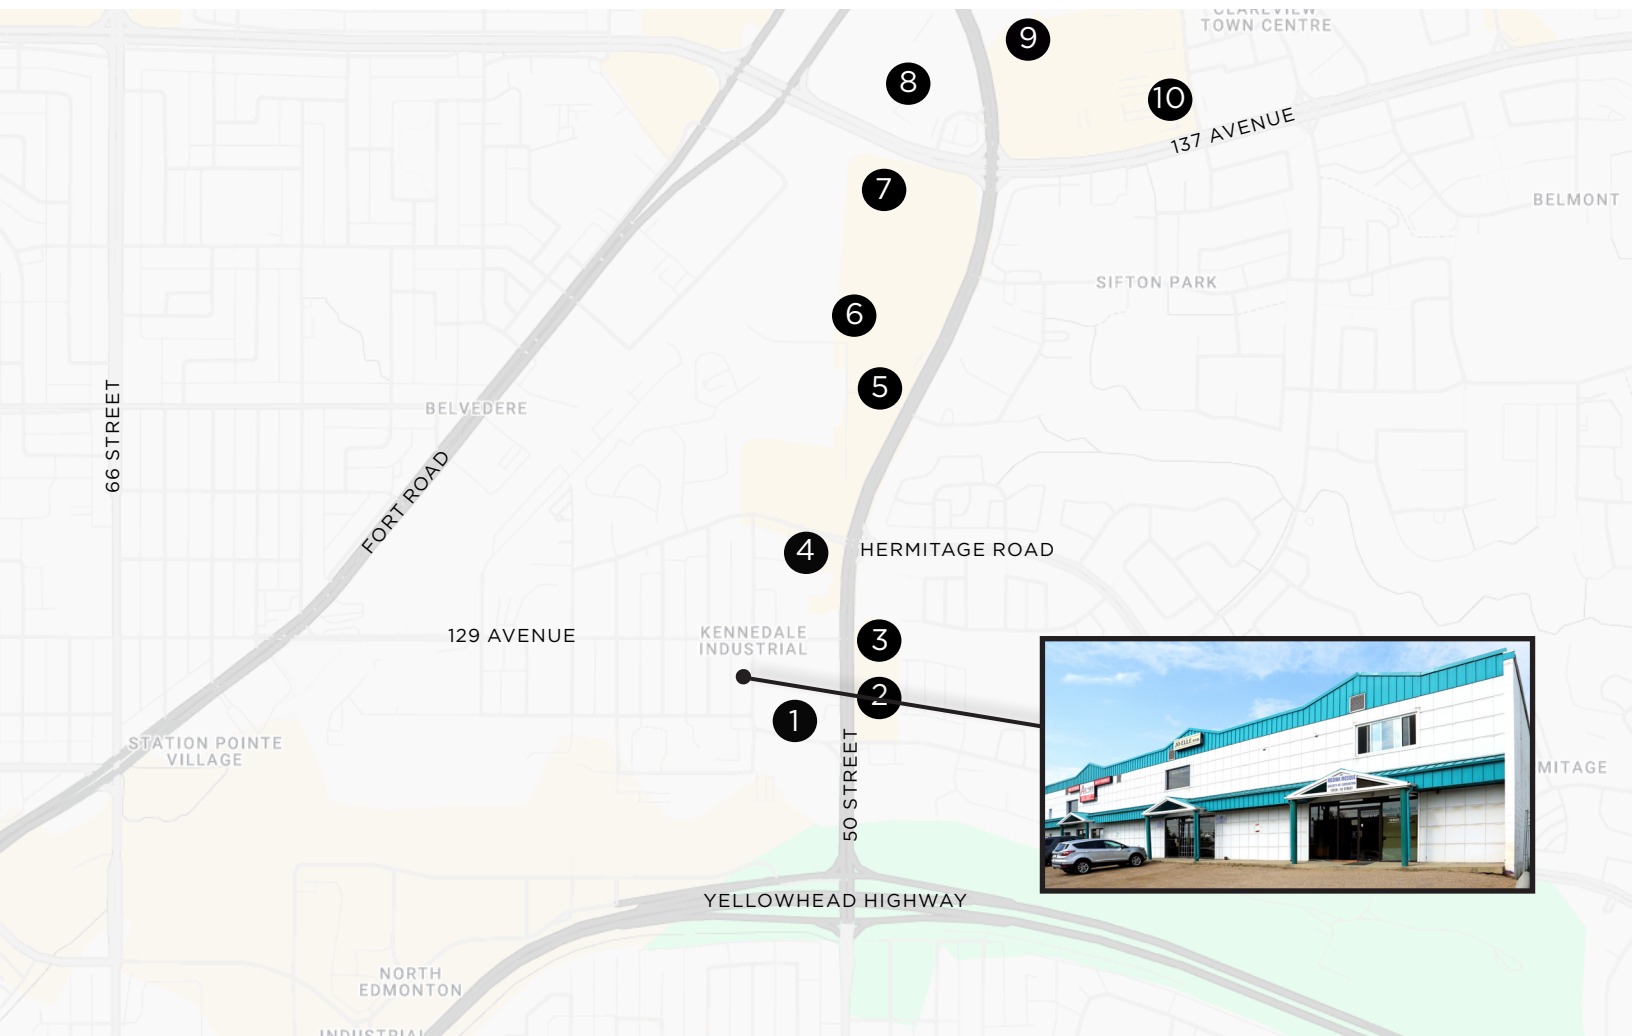 CLAREVIEW
TOWN CENTRE
9
8
10
137 AVENUE
7
BELMONT
SIFTON PARK
6
5
66 STREET
BELVEDERE
FORT ROAD
4
HERMITAGE ROAD
129 AVENUE
KENNEDALE
INDUSTRIAL
3
2
1
50 STREET
STATION POINTE
VILLAGE
MITAGE
YELLOWHEAD HIGHWAY
NORTH
EDMONTON
INDUSTRIAL